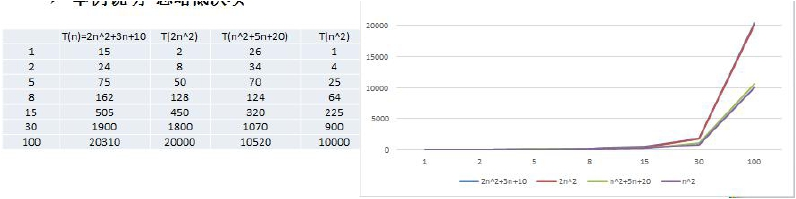 T(n)=2n^2+3n+10 T(2n^2) T(n^2+5n+20) T(n^2)
1 15 2 26 1
2 24 8 34 4
5 75 50 70 25
8 162 128 124 64
15 505 450 320 225
30 1900 1800 1070 900
100 20310 20000 10520 10000
20000
15000
10000
5000
0
1 2 5 8 15 30 100
2n^2+3n+10 2n^2 n^2+5n+20 n^2